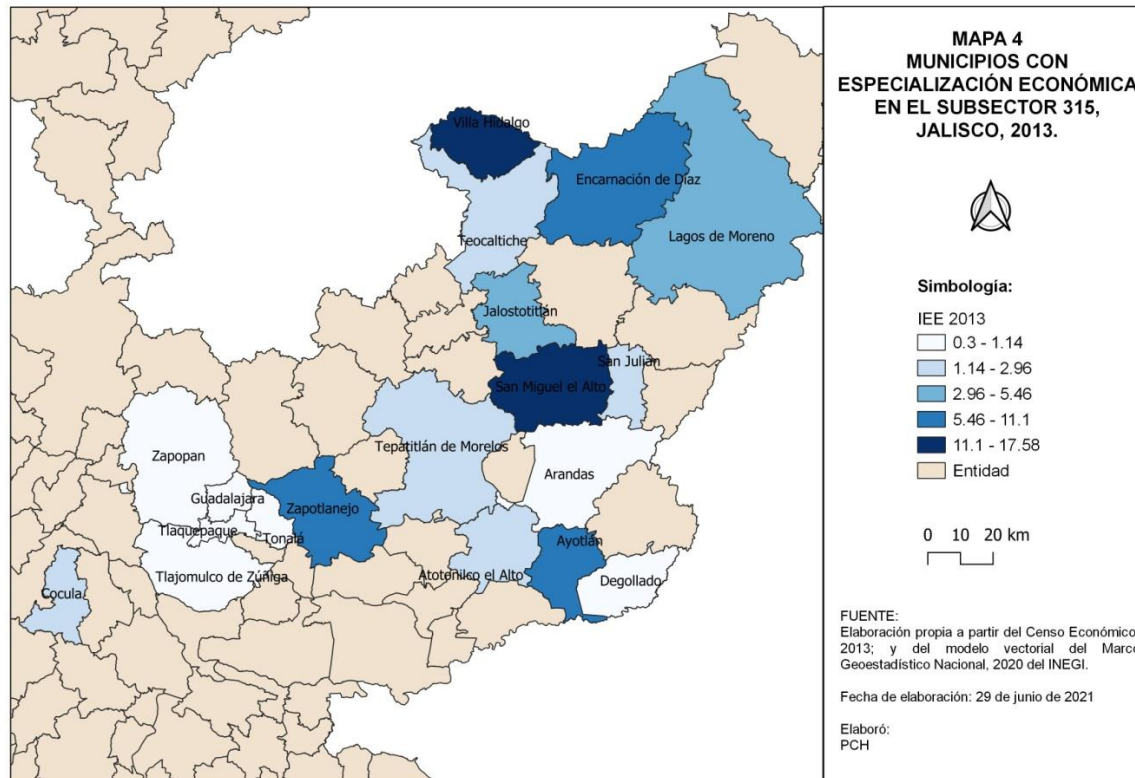 MAPA 4
MUNICIPIOS CON
ESPECIALIZACIÓN ECONÓMICA
EN EL SUBSECTOR 315,
JALISCO, 2013.
Villa Hidalgo
Encarnación de Díaz
Teocaltiche
Lagos de Moreno
Jalostotitlán
San Julián
San Miguel el Alto
Tepatitlán de Morelos
Zapopan
Arandas
Guadalajara
Zapotlanejo
Tlaquepaque
Tonalá
Ayotlán
Tlajomulco de Zúñiga
Atotonilco el Alto
Degollado
Cocula
Simbología:
IEE 2013
0.3 - 1.14
1.14 - 2.96
2.96 - 5.46
5.46 - 11.1
11.1 - 17.58
Entidad
0 10 20 km
FUENTE:
Elaboración propia a partir del Censo Económico
2013; y del modelo vectorial del Marco
Geoestadístico Nacional, 2020 del INEGI.
Fecha de elaboración: 29 de junio de 2021
Elaboró:
PCH